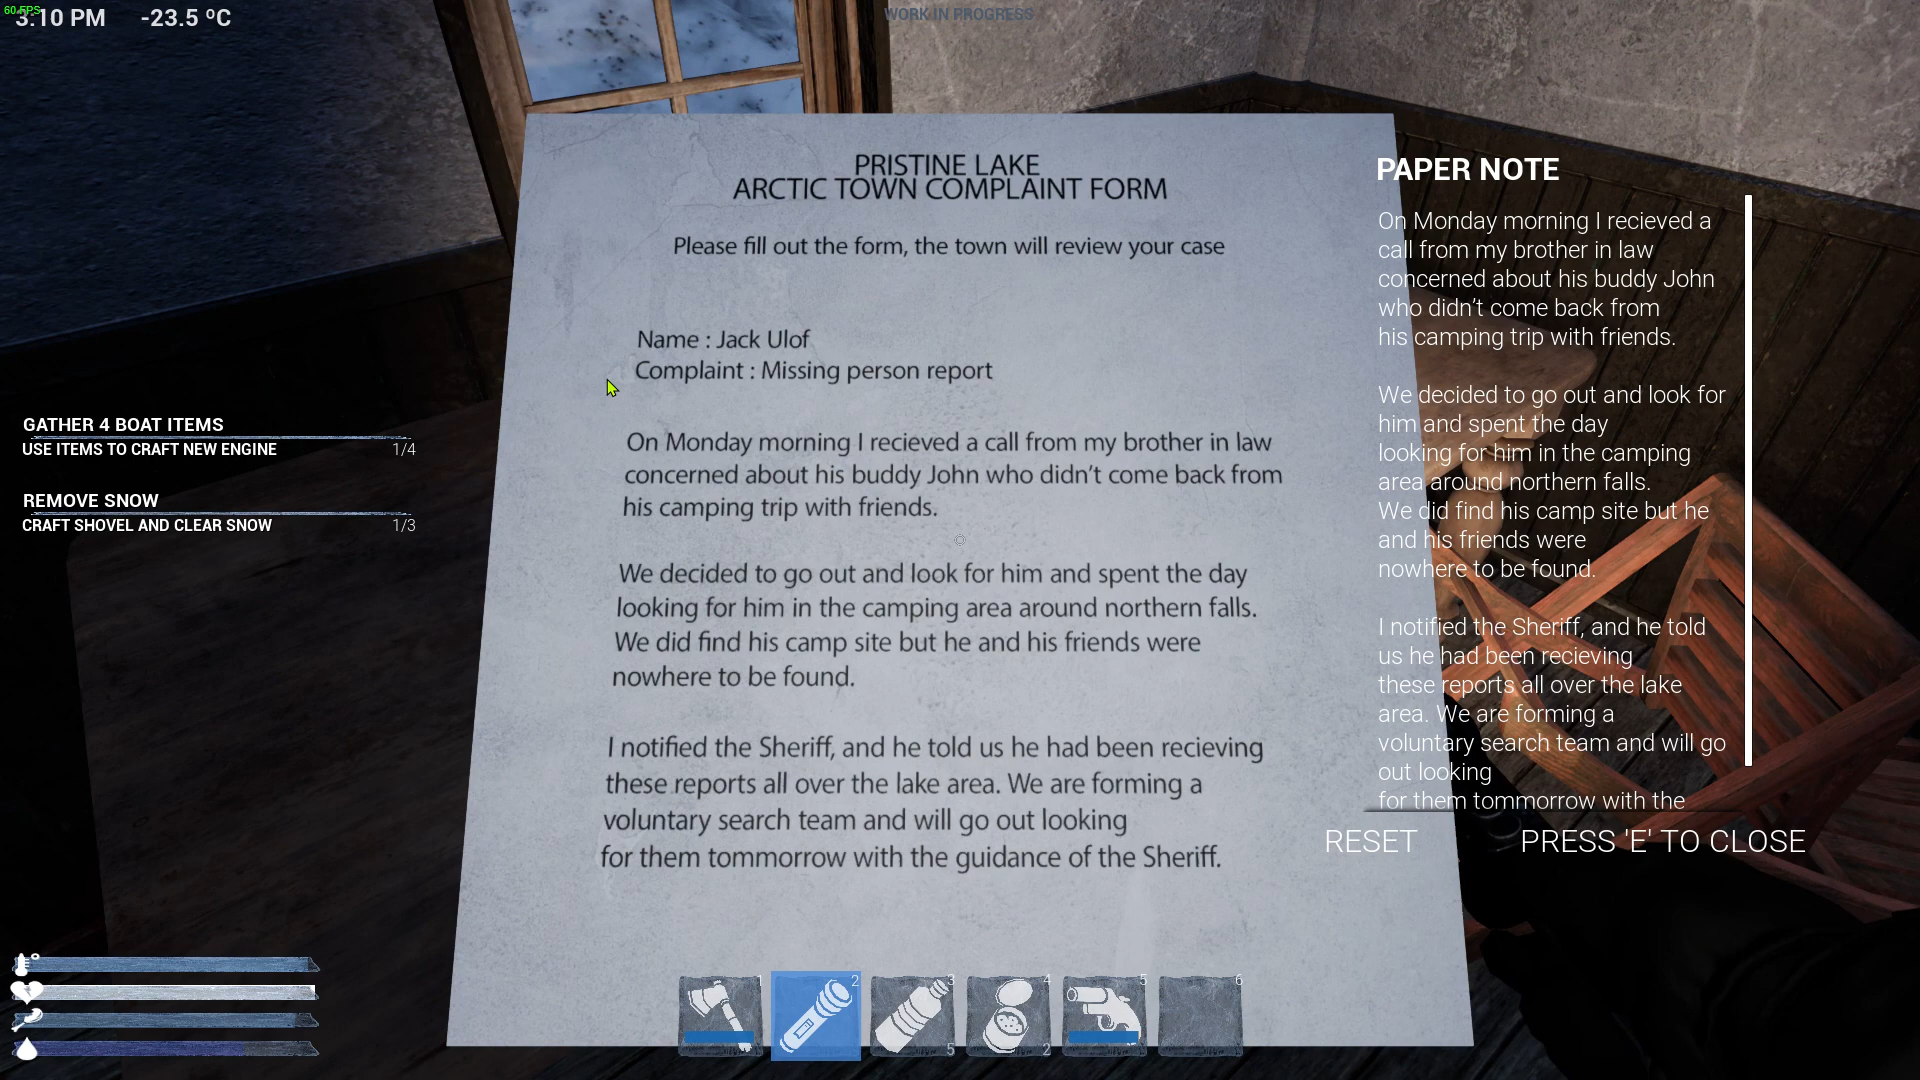 60 FPS
3:10 PM -23.5 ºC
WORK IN PROGRESS
GATHER 4 BOAT ITEMS
USE ITEMS TO CRAFT NEW ENGINE 1/4
REMOVE SNOW
CRAFT SHOVEL AND CLEAR SNOW 1/3
PRISTINE LAKE
ARCTIC TOWN COMPLAINT FORM
Please fill out the form, the town will review your case
Name : Jack Ulof
Complaint : Missing person report
On Monday morning I recieved a call from my brother in law
concerned about his buddy John who didn't come back from
his camping trip with friends.
We decided to go out and look for him and spent the day
looking for him in the camping area around northern falls.
We did find his camp site but he and his friends were
nowhere to be found.
I notified the Sheriff, and he told us he had been recieving
these reports all over the lake area. We are forming a
voluntary search team and will go out looking
for them tommorrow with the guidance of the Sheriff.
PAPER NOTE
On Monday morning I recieved a
call from my brother in law
concerned about his buddy John
who didn't come back from
his camping trip with friends.
We decided to go out and look for
him and spent the day
looking for him in the camping
area around northern falls.
We did find his camp site but he
and his friends were
nowhere to be found.
I notified the Sheriff, and he told
us he had been recieving
these reports all over the lake
area. We are forming a
voluntary search team and will go
out looking
for them tommorrow with the
RESET PRESS 'E' TO CLOSE
1 2 3 4 5 6
5 2